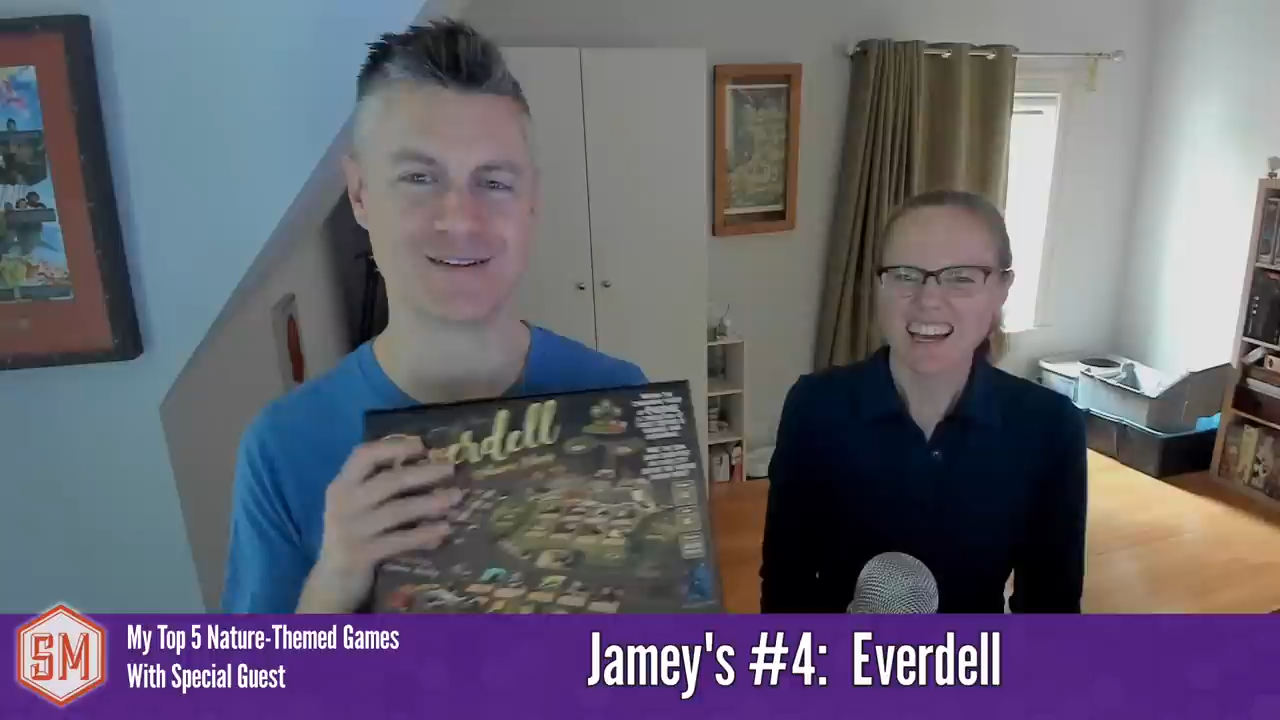 Everdell
SM
My Top 5 Nature-Themed Games
With Special Guest
Jamey's #4: Everdell